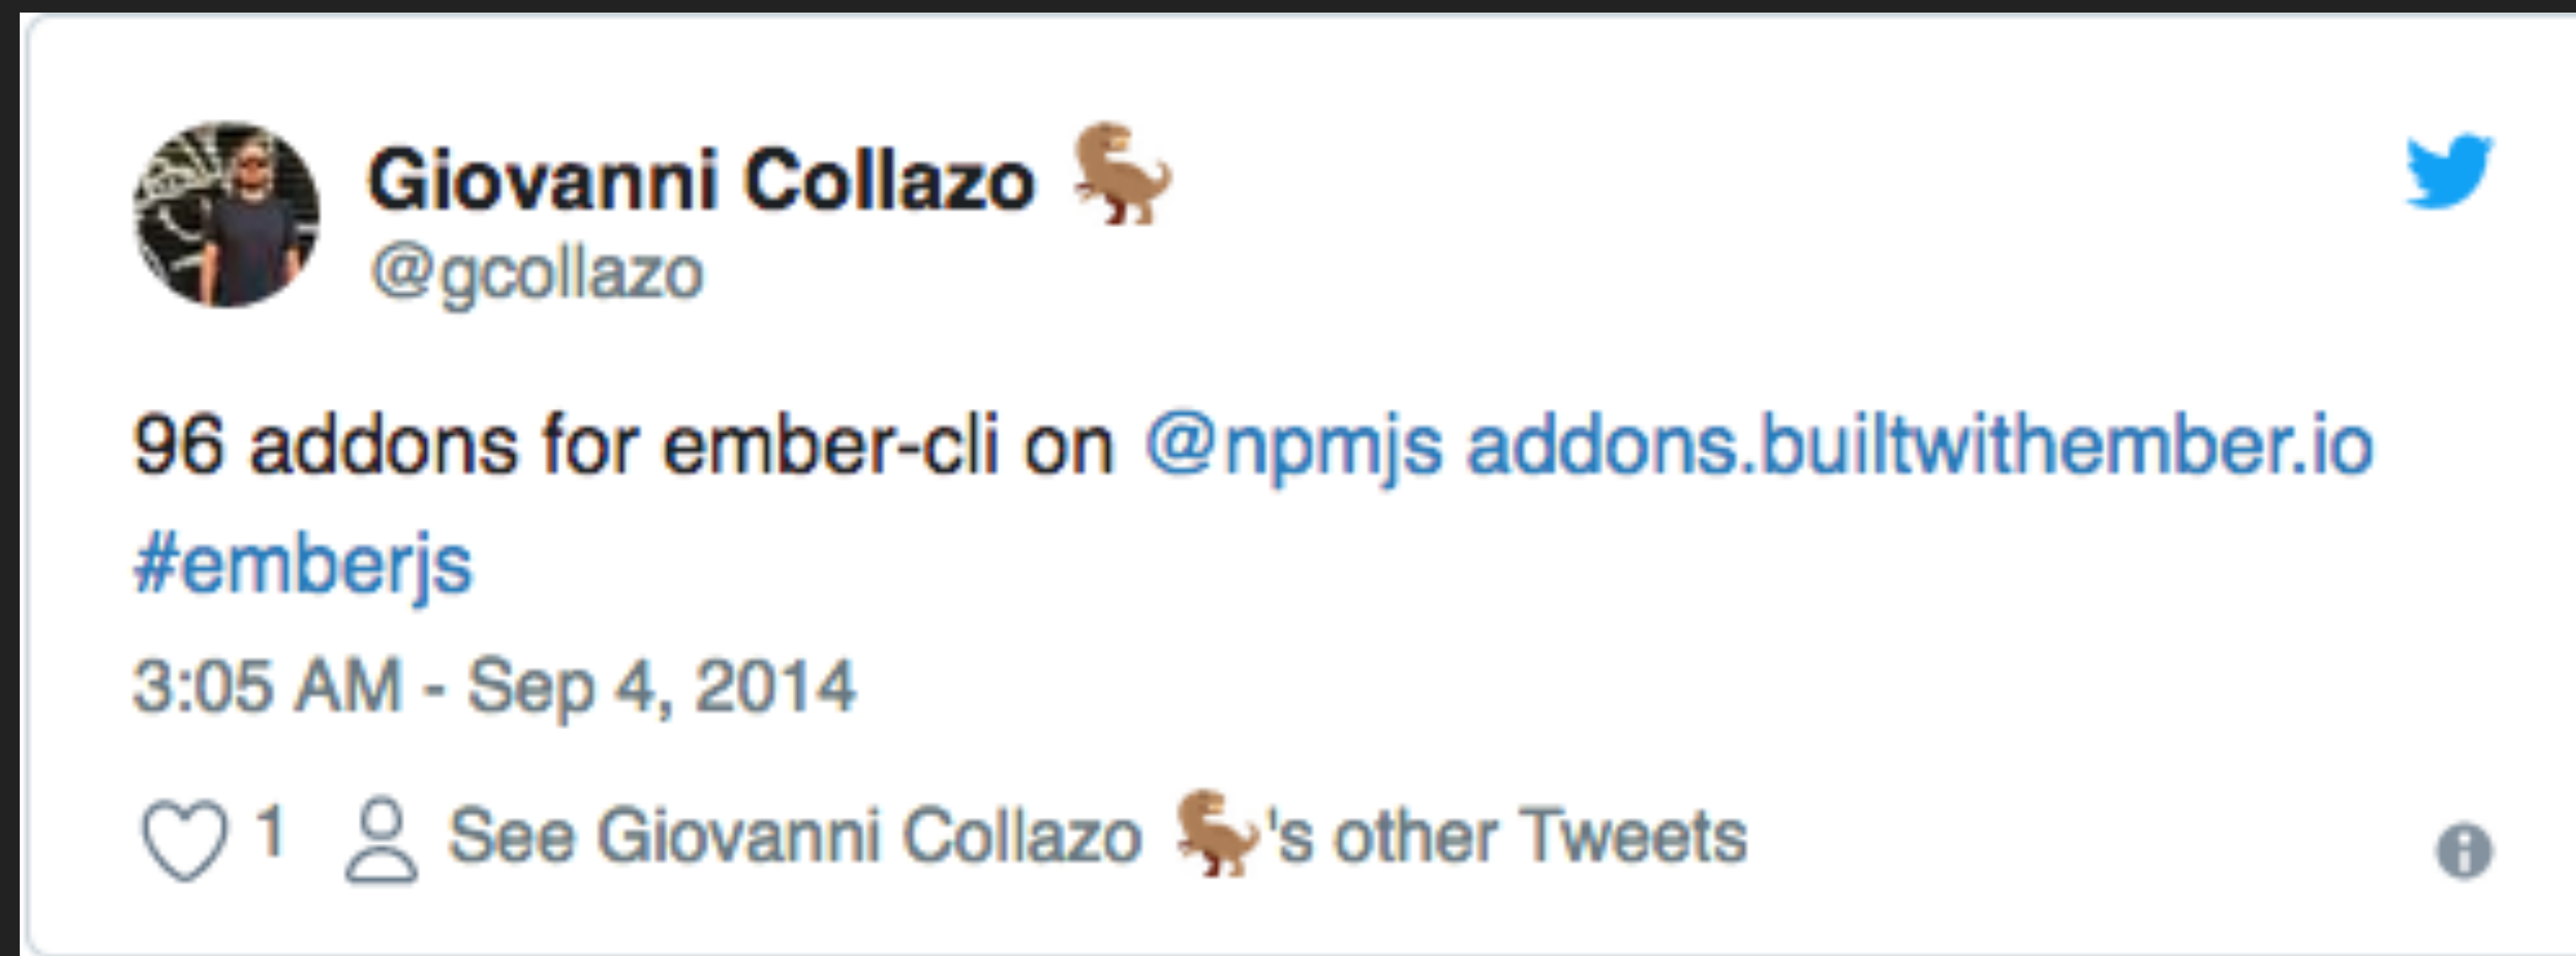 Giovanni Collazo 🦖
@gcollazo
96 addons for ember-cli on @npmjs addons.builtwithember.io
#emberjs
3:05 AM - Sep 4, 2014
1 See Giovanni Collazo 🦖's other Tweets